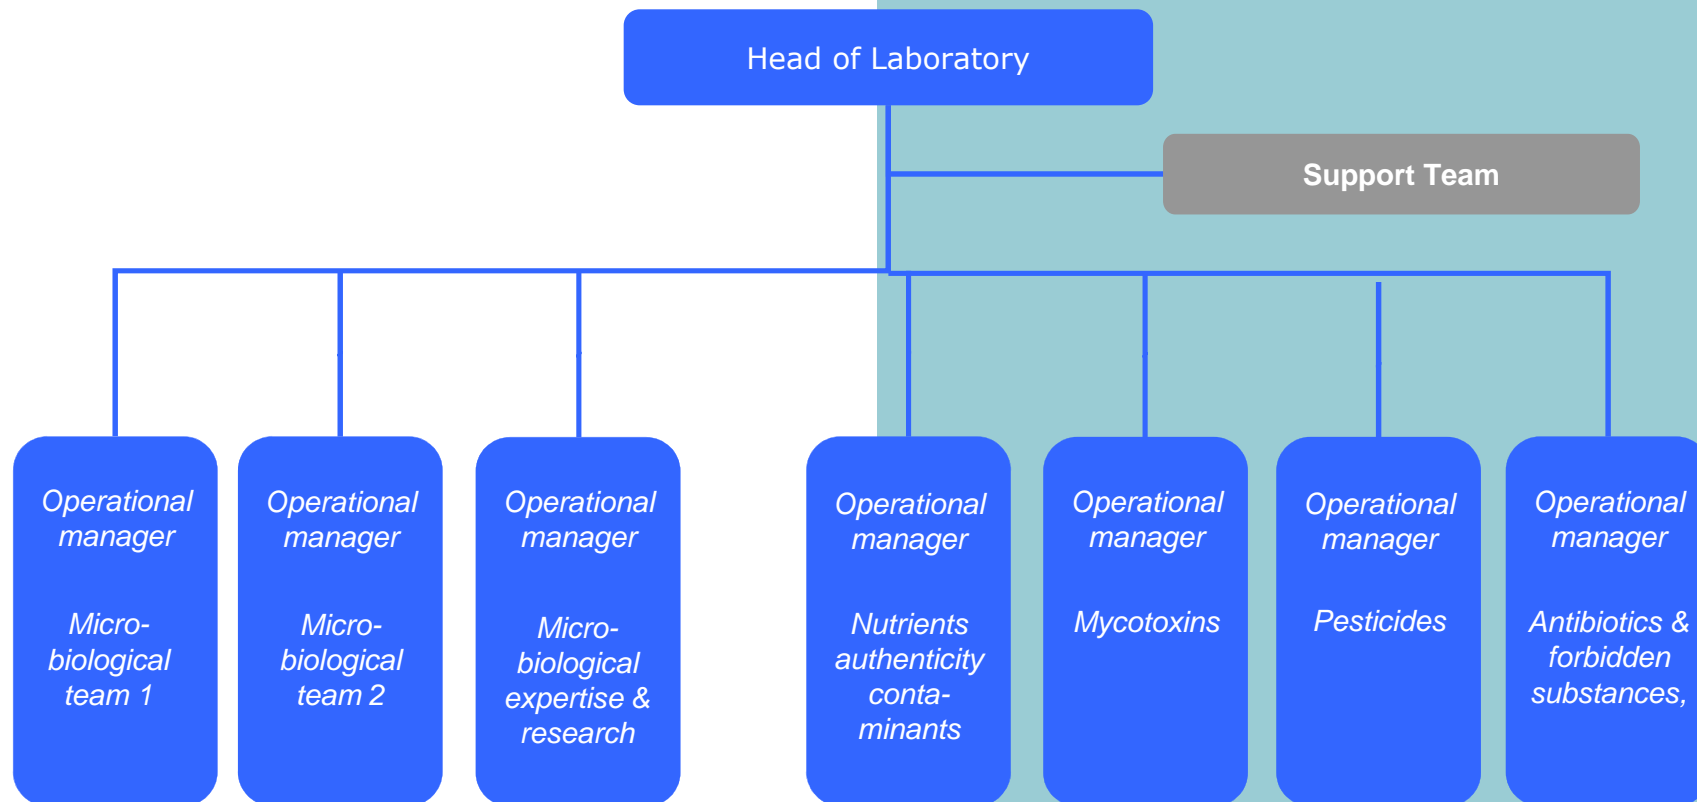 Head of Laboratory
Support Team
Operational
manager
Micro-
biological
team 1
Operational
manager
Micro-
biological
team 2
Operational
manager
Micro-
biological
expertise &
research
Operational
manager
Nutrients
authenticity
conta-
minants
Operational
manager
Mycotoxins
Operational
manager
Pesticides
Operational
manager
Antibiotics &
forbidden
substances,